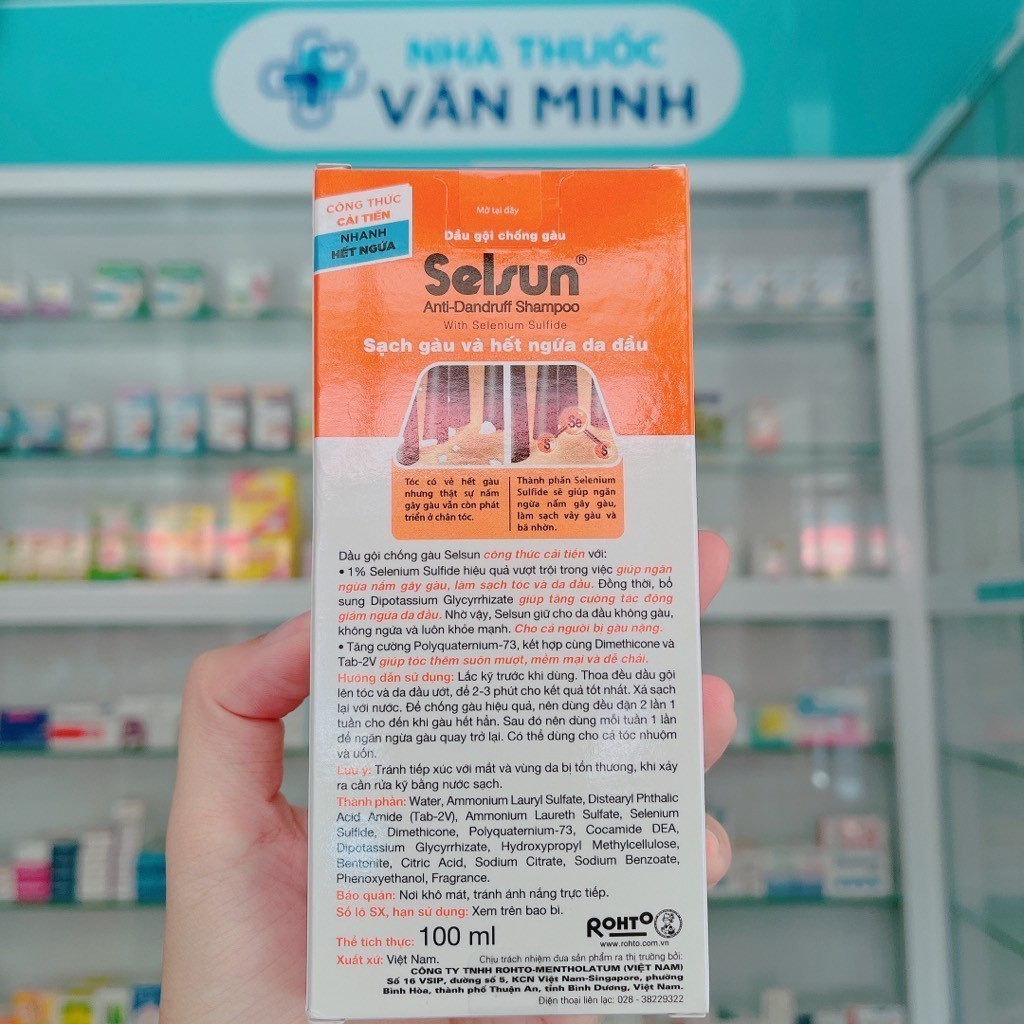 NHÀ THUỐC
VĂN MINH
CÔNG THỨC
CẢI TIẾN
NHANH
HẾT NGỨA
Mở tại đây
Dầu gội chống gàu
Selsun®
Anti-Dandruff Shampoo
With Selenium Sulfide
Sạch gàu và hết ngứa da đầu
Se
S
S
Tóc có vẻ hết gàu
nhưng thật sự nấm
gây gàu vẫn còn phát
triển ở chân tóc.
Thành phần Selenium
Sulfide sẽ giúp ngăn
ngừa nấm gây gàu,
làm sạch vảy gàu và
bã nhờn.
Dầu gội chống gàu Selsun công thức cải tiến với:
• 1% Selenium Sulfide hiệu quả vượt trội trong việc giúp ngăn
ngừa nấm gây gàu, làm sạch tóc và da đầu. Đồng thời, bổ
sung Dipotassium Glycyrrhizate giúp tăng cường tác động
giảm ngứa da đầu. Nhờ vậy, Selsun giữ cho da đầu không gàu,
không ngứa và luôn khỏe mạnh. Cho cả người bị gàu nặng.
• Tăng cường Polyquaternium-73, kết hợp cùng Dimethicone và
Tab-2V giúp tóc thêm suôn mượt, mềm mại và dễ chải.
Hướng dẫn sử dụng: Lắc kỹ trước khi dùng. Thoa đều dầu gội
lên tóc và da đầu ướt, để 2-3 phút cho kết quả tốt nhất. Xả sạch
lại với nước. Để chống gàu hiệu quả, nên dùng đều đặn 2 lần 1
tuần cho đến khi gàu hết hẳn. Sau đó nên dùng mỗi tuần 1 lần
để ngăn ngừa gàu quay trở lại. Có thể dùng cho cả tóc nhuộm
và uốn.
Lưu ý: Tránh tiếp xúc với mắt và vùng da bị tổn thương, khi xảy
ra cần rửa kỹ bằng nước sạch.
Thành phần: Water, Ammonium Lauryl Sulfate, Distearyl Phthalic
Acid Amide (Tab-2V), Ammonium Laureth Sulfate, Selenium
Sulfide, Dimethicone, Polyquaternium-73, Cocamide DEA,
Dipotassium Glycyrrhizate, Hydroxypropyl Methylcellulose,
Bentonite, Citric Acid, Sodium Citrate, Sodium Benzoate,
Phenoxyethanol, Fragrance.
Bảo quản: Nơi khô mát, tránh ánh nắng trực tiếp.
Số lô SX, hạn sử dụng: Xem trên bao bì.
Thể tích thực: 100 ml
ROHTO
www.rohto.com.vn
Xuất xứ: Việt Nam.
Chịu trách nhiệm đưa sản phẩm ra thị trường bởi:
CÔNG TY TNHH ROHTO-MENTHOLATUM (VIỆT NAM)
Số 16 VSIP, đường số 5, KCN Việt Nam-Singapore, phường
Bình Hòa, thành phố Thuận An, tỉnh Bình Dương, Việt Nam.
Điện thoại liên lạc: 028 - 38229322